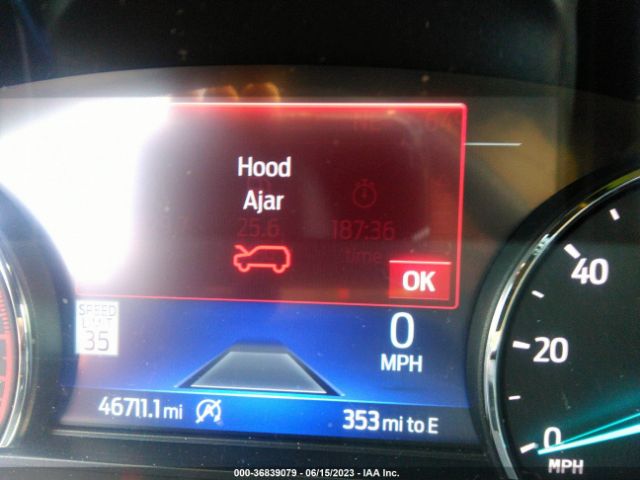 Hood
Ajar
25.6
187:36
time
OK
SPEED
LIMIT
35
0
MPH
46711.1 mi
353 mi to E
40
20
0
MPH
000-36839079 - 06/15/2023 - IAA Inc.